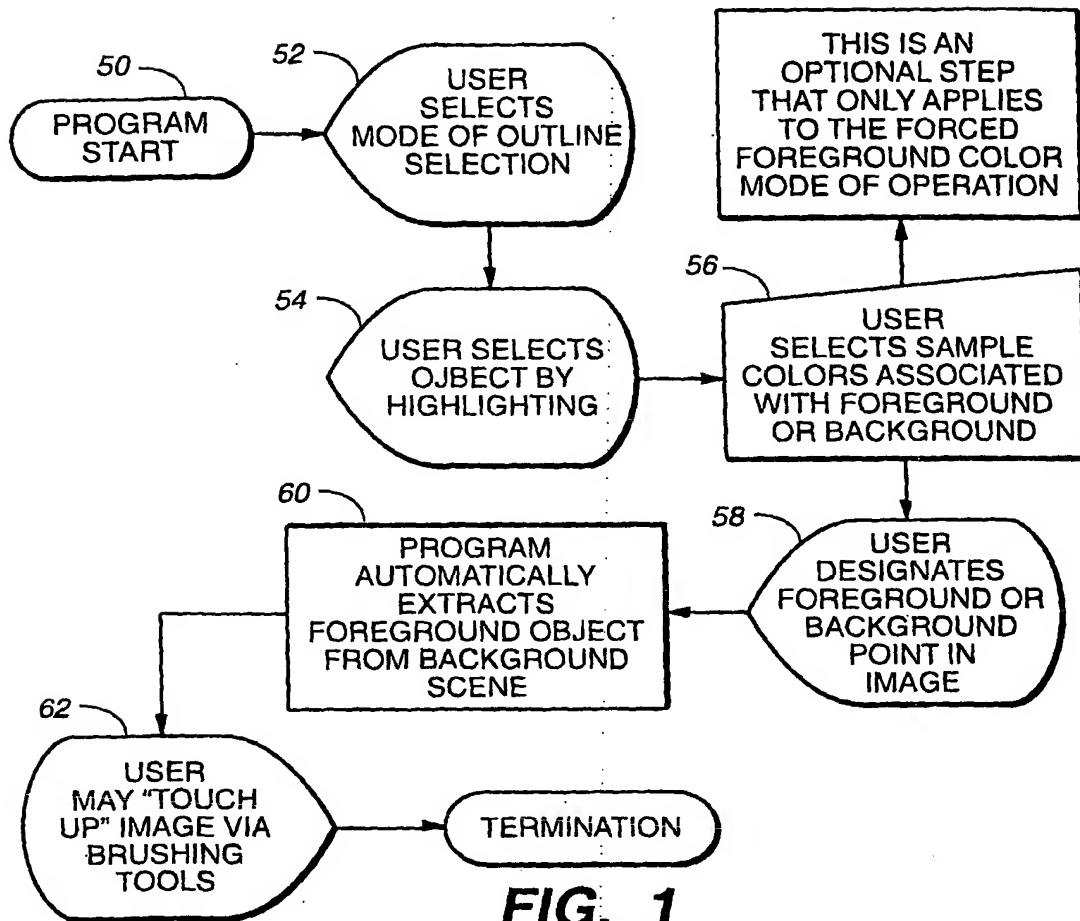 50
PROGRAM
START
52
USER
SELECTS
MODE OF OUTLINE
SELECTION
THIS IS AN
OPTIONAL STEP
THAT ONLY APPLIES
TO THE FORCED
FOREGROUND COLOR
MODE OF OPERATION
54
USER SELECTS
OJBECT BY
HIGHLIGHTING
56
USER
SELECTS SAMPLE
COLORS ASSOCIATED
WITH FOREGROUND
OR BACKGROUND
58
USER
DESIGNATES
FOREGROUND OR
BACKGROUND
POINT IN
IMAGE
60
PROGRAM
AUTOMATICALLY
EXTRACTS
FOREGROUND OBJECT
FROM BACKGROUND
SCENE
62
USER
MAY "TOUCH
UP" IMAGE VIA
BRUSHING
TOOLS
TERMINATION
FIG. 1